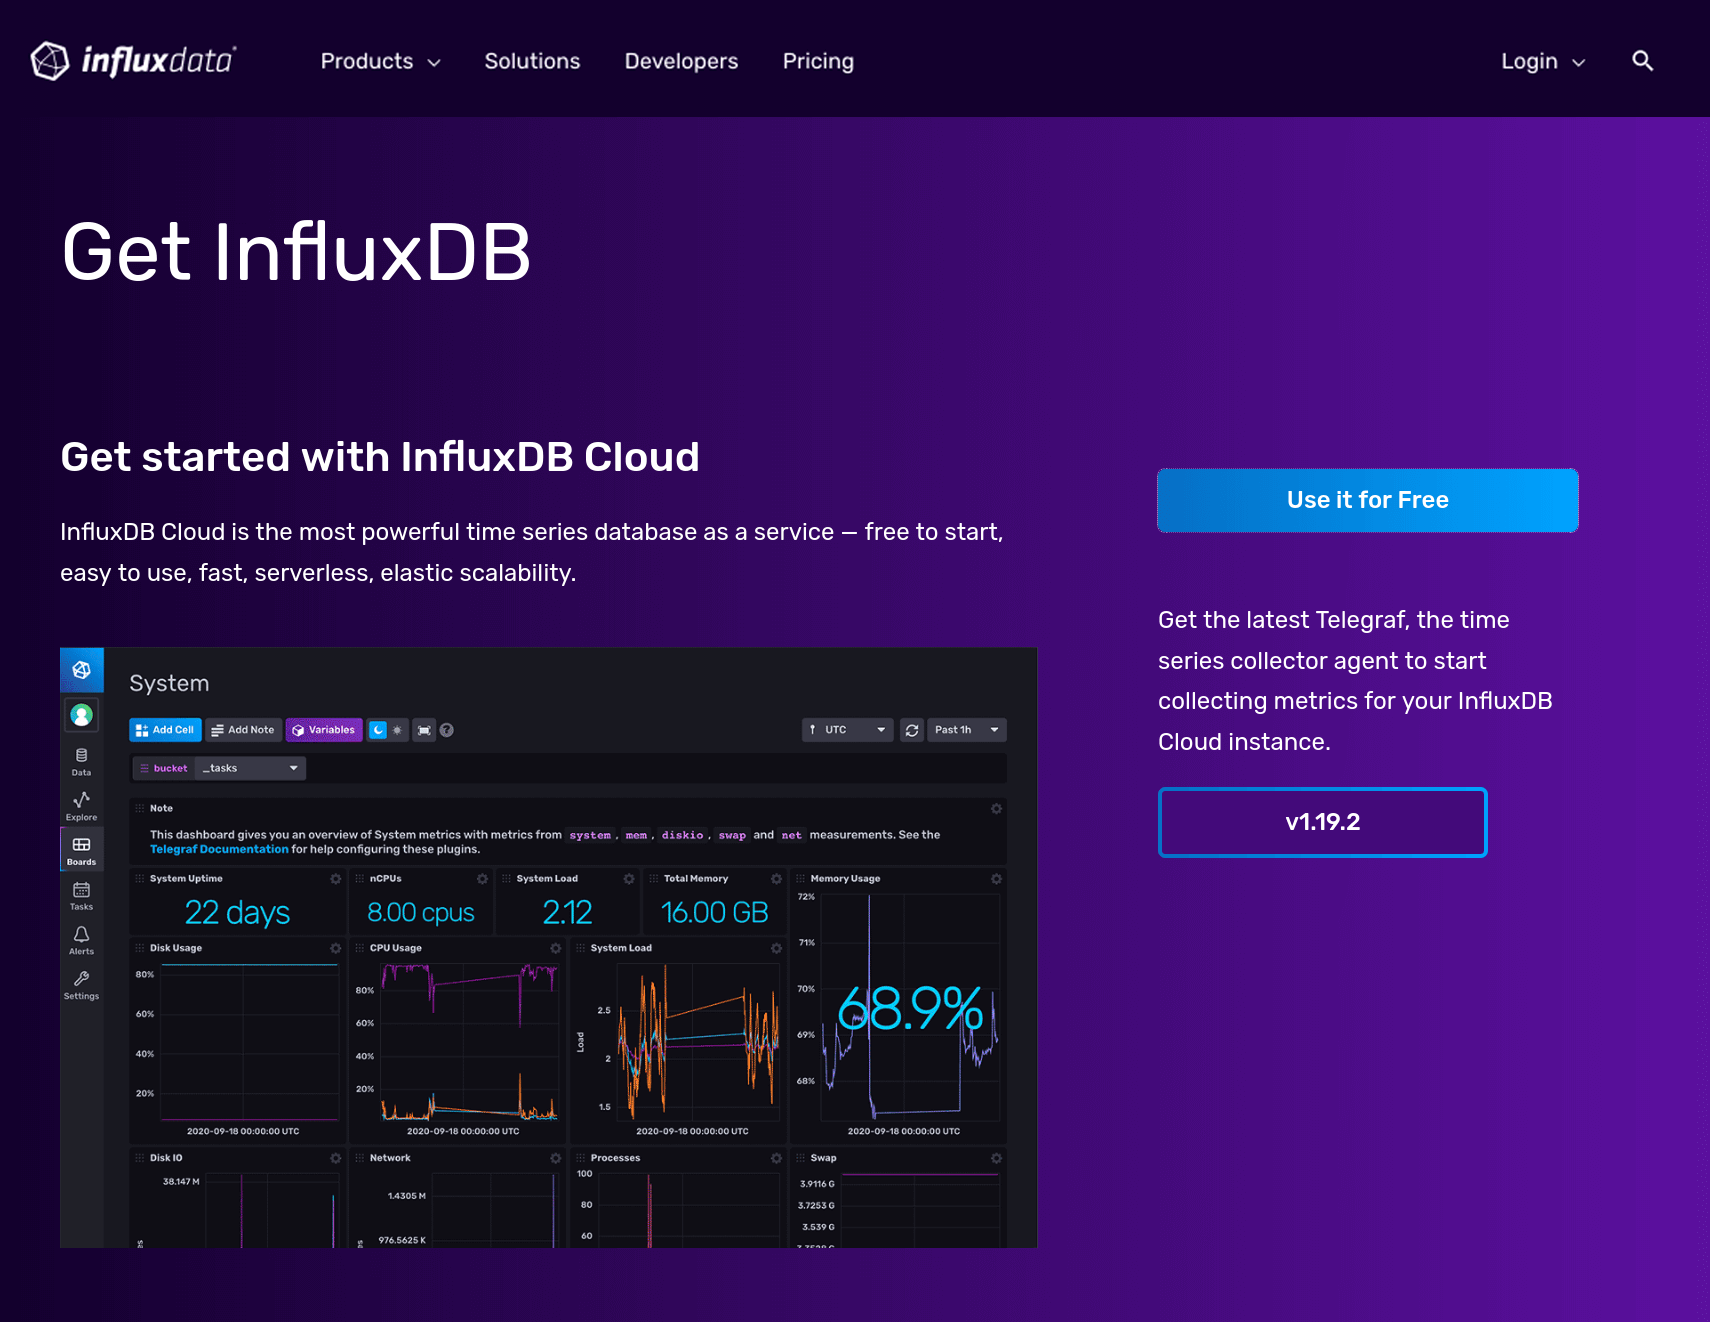 influxdata
Products Solutions Developers Pricing Login
Get InfluxDB
Get started with InfluxDB Cloud
InfluxDB Cloud is the most powerful time series database as a service — free to start,
easy to use, fast, serverless, elastic scalability.
Use it for Free
Get the latest Telegraf, the time
series collector agent to start
collecting metrics for your InfluxDB
Cloud instance.
v1.19.2
System
Add Cell Add Note Variables UTC Past 1h
bucket _tasks
Data
Explore
Boards
Tasks
Alerts
Settings
Note
This dashboard gives you an overview of System metrics with metrics from system, mem, diskio, swap and net measurements. See the
Telegraf Documentation for help configuring these plugins.
System Uptime
22 days
nCPUs
8.00 cpus
System Load
2.12
Total Memory
16.00 GB
Memory Usage
72%
71%
70%
69%
68%
68.9%
2020-09-18 00:00:00 UTC
Disk Usage
80%
60%
40%
20%
2020-09-18 00:00:00 UTC
CPU Usage
80%
60%
40%
20%
2020-09-18 00:00:00 UTC
System Load
Load
2.5
2
1.5
2020-09-18 00:00:00 UTC
Disk IO
38.147 M
Network
1.4305 M
976.5625 K
Processes
100
80
60
Swap
3.9116 G
3.7253 G
3.539 G